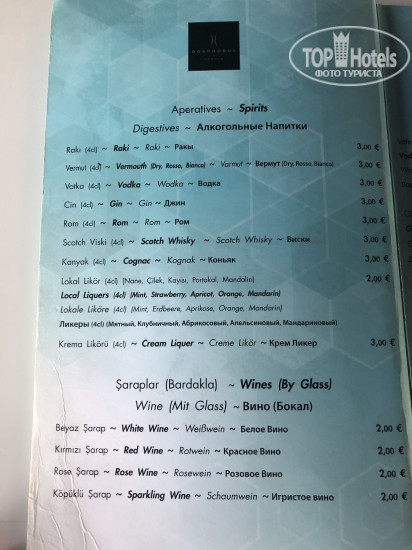 TOP Hotels
ФОТО ТУРИСТА
Aperatives ~ Spirits
Digestives ~ Алкогольные Напитки
Rakı (4cl) ~ Raki ~ Raki ~ Ракы 3,00 €
Vermut (4cl) ~ Vermouth (Dry, Rosso, Bianco) ~ Varmut ~ Вермут (Dry, Rosso, Bianco) 3,00 €
Votka (4cl) ~ Vodka ~ Wodka ~ Водка 3,00 €
Cin (4cl) ~ Gin ~ Gin ~ Джин 3,00 €
Rom (4cl) ~ Rom ~ Rom ~ Ром 3,00 €
Scotch Viski (4cl) ~ Scotch Whisky ~ Scotch Whisky ~ Виски 3,00 €
Kanyak (4cl) ~ Cognac ~ Kognak ~ Коньяк 3,00 €
Lokal Likör (4cl) (Nane, Çilek, Kayısı, Portakal, Mandalin) 2,00 €
Local Liquers (4cl) (Mint, Strawberry, Apricot, Orange, Mandarin)
Lokale Liköre (4cl) (Mint, Erdbeere, Aprikose, Orange, Mandarin)
Ликеры (4cl) (Мятный, Клубничный, Абрикосовый, Апельсиновый, Мандариновый)
Krema Likörü (4cl) ~ Cream Liquer ~ Creme Likör ~ Крем Ликер 3,00 €
Şaraplar (Bardakla) ~ Wines (By Glass)
Wine (Mit Glass) ~ Вино (Бокал)
Beyaz Şarap ~ White Wine ~ Weißwein ~ Белое Вино 2,00 €
Kırmızı Şarap ~ Red Wine ~ Rotwein ~ Красное Вино 2,00 €
Rose Şarap ~ Rose Wine ~ Rosewein ~ Розовое Вино 2,00 €
Köpüklü Şarap ~ Sparkling Wine ~ Schaumwein ~ Игристое вино 2,00 €